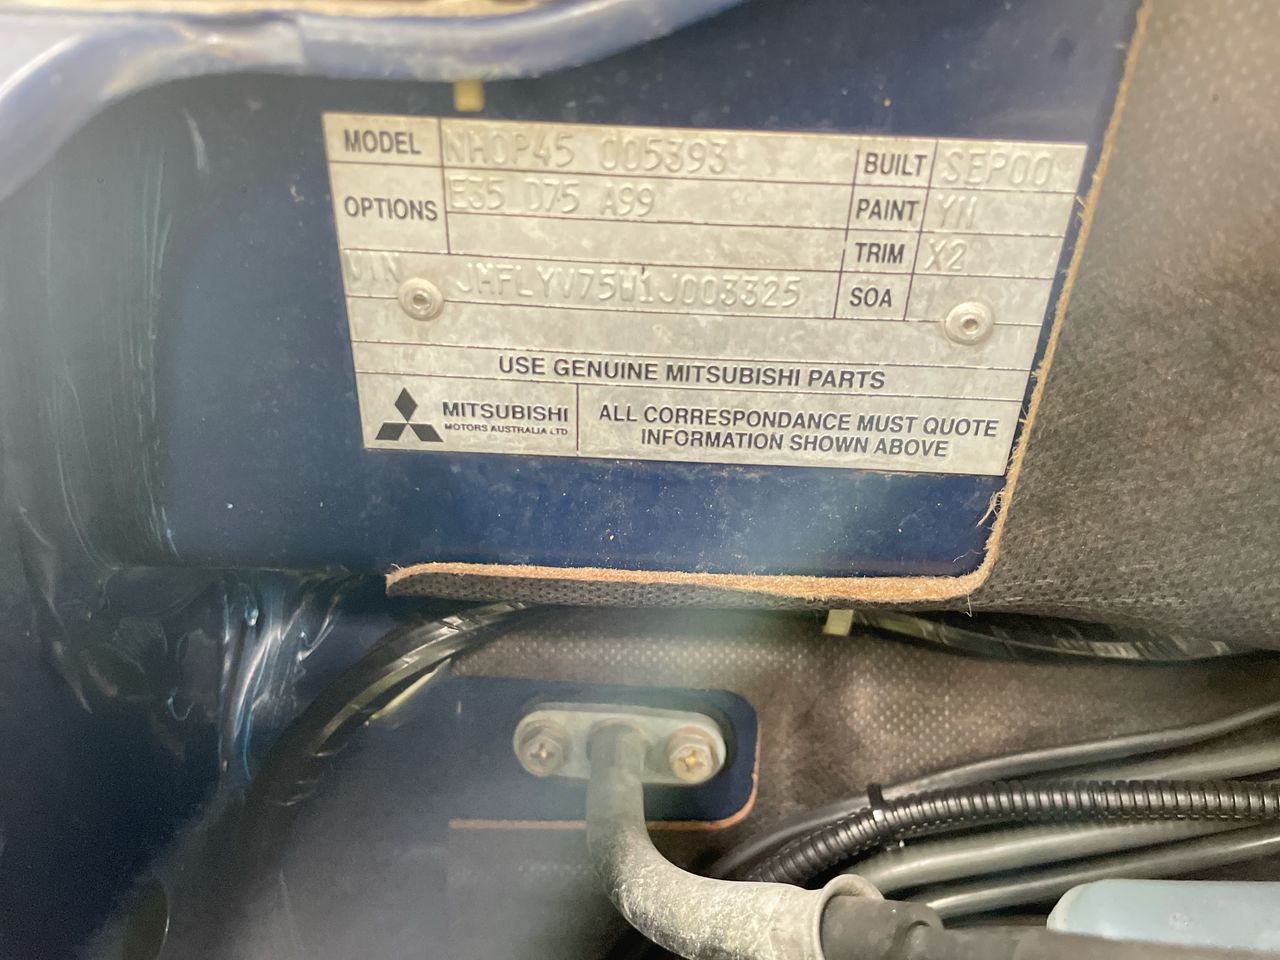 MODEL NHOP45 005393 BUILT SEP00
OPTIONS E35 D75 A99 PAINT YN
TRIM X2
VIN JMFLYV75W1J003325 SOA
USE GENUINE MITSUBISHI PARTS
MITSUBISHI
MOTORS AUSTRALIA LTD
ALL CORRESPONDANCE MUST QUOTE
INFORMATION SHOWN ABOVE